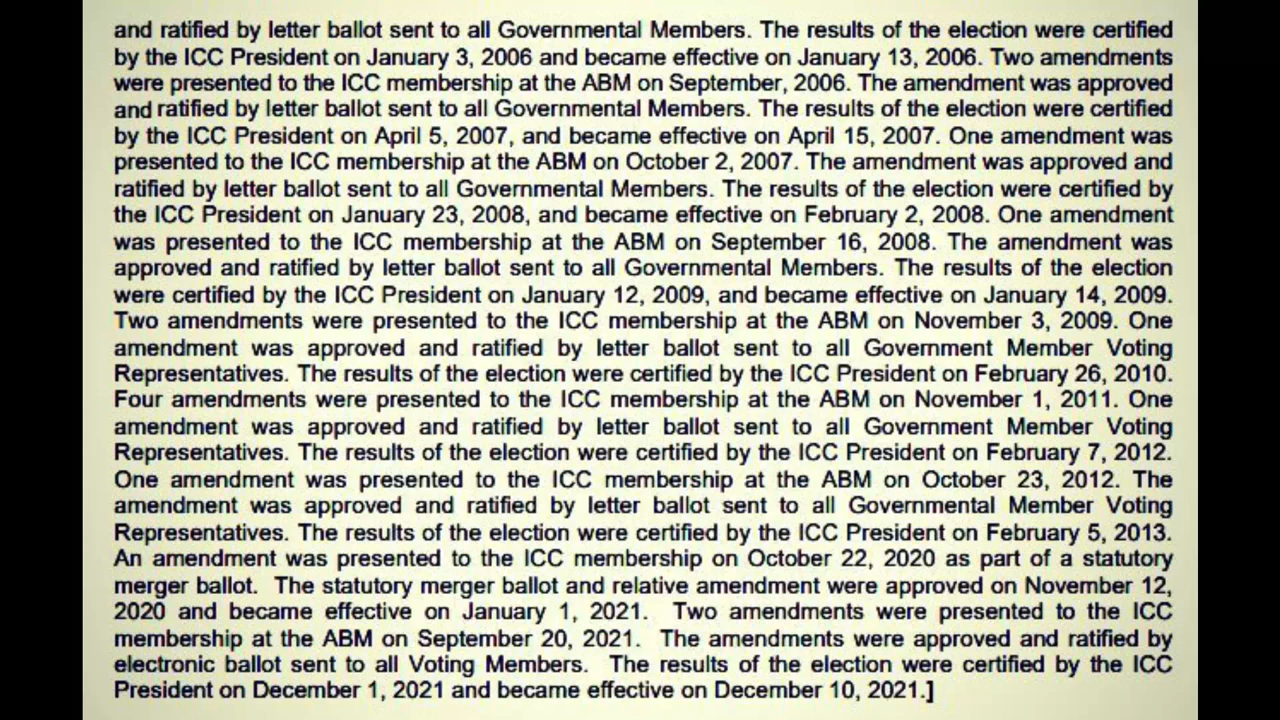 and ratified by letter ballot sent to all Governmental Members. The results of the election were certified
by the ICC President on January 3, 2006 and became effective on January 13, 2006. Two amendments
were presented to the ICC membership at the ABM on September, 2006. The amendment was approved
and ratified by letter ballot sent to all Governmental Members. The results of the election were certified
by the ICC President on April 5, 2007, and became effective on April 15, 2007. One amendment was
presented to the ICC membership at the ABM on October 2, 2007. The amendment was approved and
ratified by letter ballot sent to all Governmental Members. The results of the election were certified by
the ICC President on January 23, 2008, and became effective on February 2, 2008. One amendment
was presented to the ICC membership at the ABM on September 16, 2008. The amendment was
approved and ratified by letter ballot sent to all Governmental Members. The results of the election
were certified by the ICC President on January 12, 2009, and became effective on January 14, 2009.
Two amendments were presented to the ICC membership at the ABM on November 3, 2009. One
amendment was approved and ratified by letter ballot sent to all Government Member Voting
Representatives. The results of the election were certified by the ICC President on February 26, 2010.
Four amendments were presented to the ICC membership at the ABM on November 1, 2011. One
amendment was approved and ratified by letter ballot sent to all Government Member Voting
Representatives. The results of the election were certified by the ICC President on February 7, 2012.
One amendment was presented to the ICC membership at the ABM on October 23, 2012. The
amendment was approved and ratified by letter ballot sent to all Governmental Member Voting
Representatives. The results of the election were certified by the ICC President on February 5, 2013.
An amendment was presented to the ICC membership on October 22, 2020 as part of a statutory
merger ballot. The statutory merger ballot and relative amendment were approved on November 12,
2020 and became effective on January 1, 2021. Two amendments were presented to the ICC
membership at the ABM on September 20, 2021. The amendments were approved and ratified by
electronic ballot sent to all Voting Members. The results of the election were certified by the ICC
President on December 1, 2021 and became effective on December 10, 2021.]